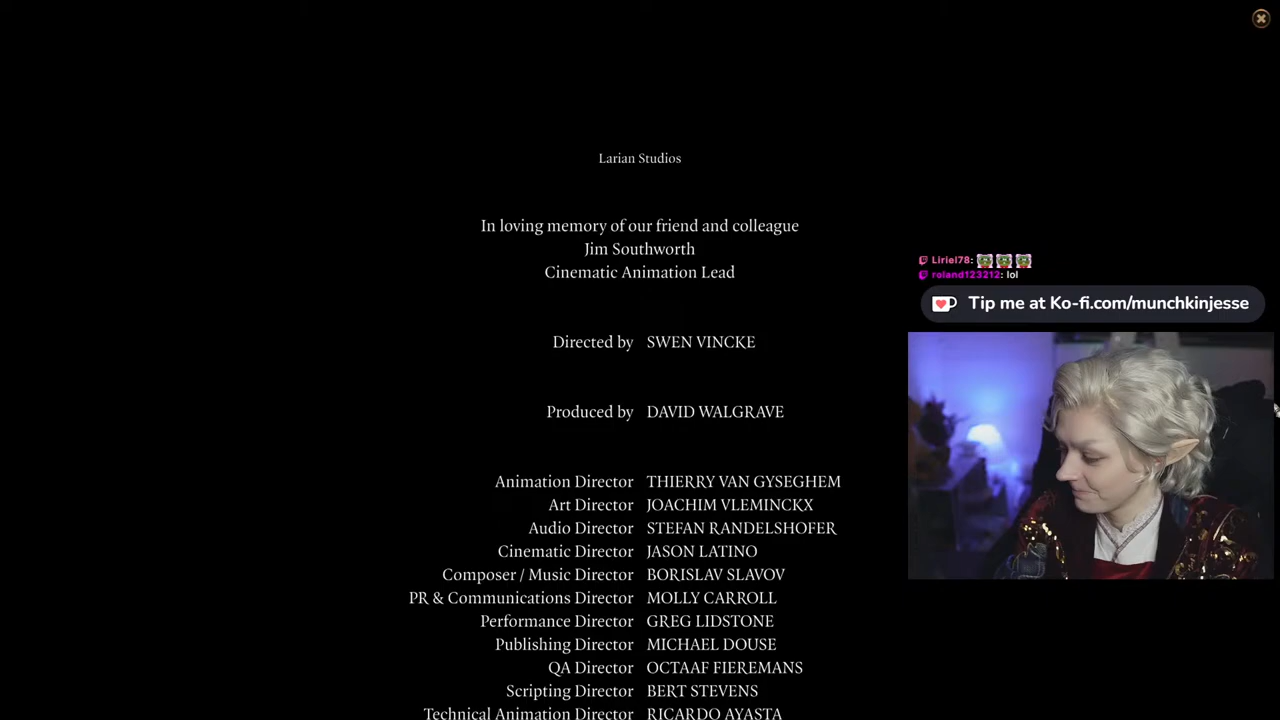 Larian Studios
In loving memory of our friend and colleague
Jim Southworth
Cinematic Animation Lead
Liriel78:
roland123212: lol
Tip me at Ko-fi.com/munchkinjesse
Directed by SWEN VINCKE
Produced by DAVID WALGRAVE
Animation Director THIERRY VAN GYSEGHEM
Art Director JOACHIM VLEMINCKX
Audio Director STEFAN RANDELSHOFER
Cinematic Director JASON LATINO
Composer / Music Director BORISLAV SLAVOV
PR & Communications Director MOLLY CARROLL
Performance Director GREG LIDSTONE
Publishing Director MICHAEL DOUSE
QA Director OCTAAF FIEREMANS
Scripting Director BERT STEVENS
Technical Animation Director RICARDO AYASTA